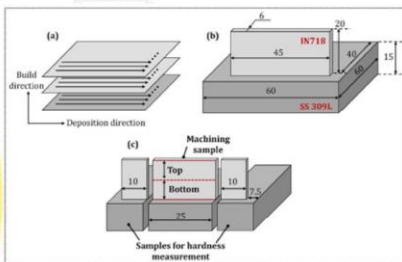 (a)
Build
direction
Deposition direction
(b)
6
IN718
45
20
15
40
60
60
SS 309L
(c)
Machining
sample
Top
Bottom
10
10
25
7.5
Samples for hardness
measurement